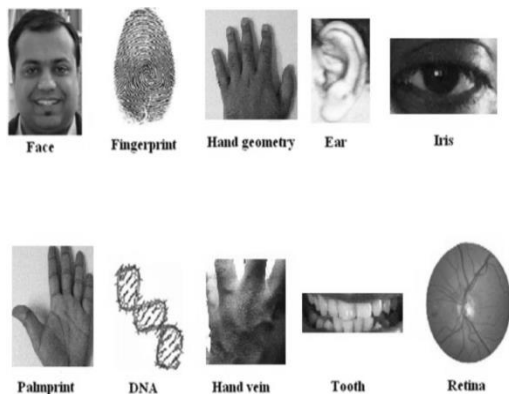 Face
Fingerprint
Hand geometry
Ear
Iris
Palmprint
DNA
Hand vein
Tooth
Retina